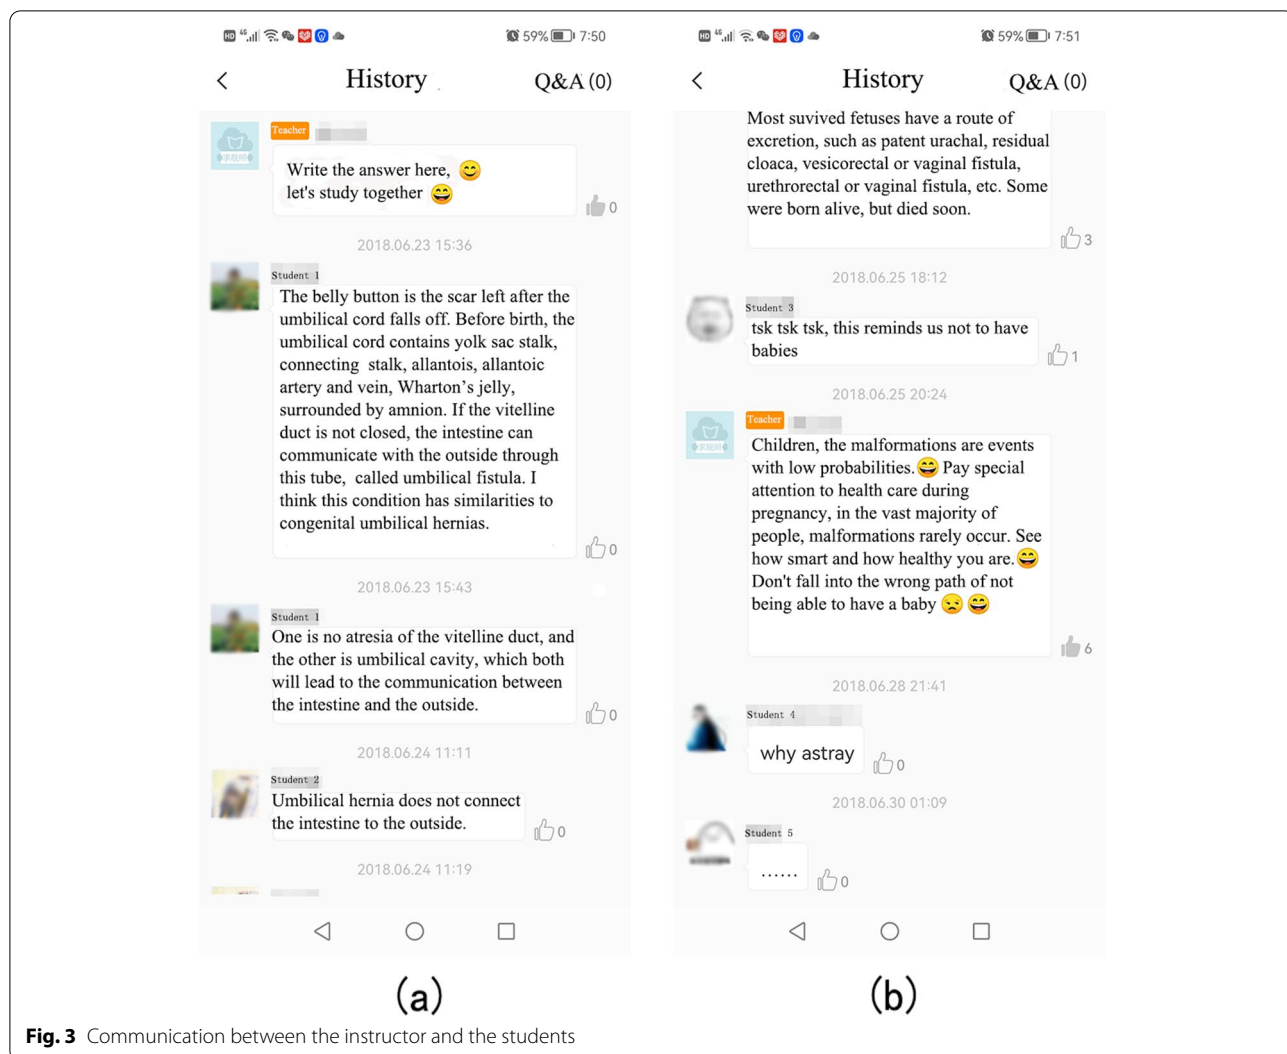 HD 4G 59% 7:50
History Q&A (0)
Teacher
Write the answer here, 😊
let's study together 😄
0
2018.06.23 15:36
Student 1
The belly button is the scar left after the
umbilical cord falls off. Before birth, the
umbilical cord contains yolk sac stalk,
connecting stalk, allantois, allantoic
artery and vein, Wharton's jelly,
surrounded by amnion. If the vitelline
duct is not closed, the intestine can
communicate with the outside through
this tube, called umbilical fistula. I
think this condition has similarities to
congenital umbilical hernias.
0
2018.06.23 15:43
Student 1
One is no atresia of the vitelline duct, and
the other is umbilical cavity, which both
will lead to the communication between
the intestine and the outside.
0
2018.06.24 11:11
Student 2
Umbilical hernia does not connect
the intestine to the outside.
0
2018.06.24 11:19
(a)
HD 4G 59% 7:51
History Q&A (0)
Most suvived fetuses have a route of
excretion, such as patent urachal, residual
cloaca, vesicorectal or vaginal fistula,
urethrorectal or vaginal fistula, etc. Some
were born alive, but died soon.
3
2018.06.25 18:12
Student 3
tsk tsk tsk, this reminds us not to have
babies
1
2018.06.25 20:24
Teacher
Children, the malformations are events
with low probabilities.😄 Pay special
attention to health care during
pregnancy, in the vast majority of
people, malformations rarely occur. See
how smart and how healthy you are.😄
Don't fall into the wrong path of not
being able to have a baby 😒 😄
6
2018.06.28 21:41
Student 4
why astray
0
2018.06.30 01:09
Student 5
......
0
(b)
Fig. 3 Communication between the instructor and the students